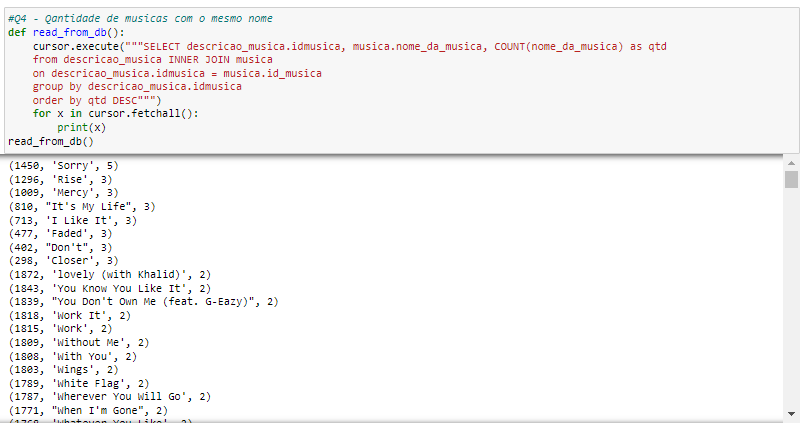 #Q4 - Qantidade de musicas com o mesmo nome
def read_from_db():
    cursor.execute("""SELECT descricao_musica.idmusica, musica.nome_da_musica, COUNT(nome_da_musica) as qtd
    from descricao_musica INNER JOIN musica
    on descricao_musica.idmusica = musica.id_musica
    group by descricao_musica.idmusica
    order by qtd DESC""")
    for x in cursor.fetchall():
        print(x)
read_from_db()
(1450, 'Sorry', 5)
(1296, 'Rise', 3)
(1009, 'Mercy', 3)
(810, "It's My Life", 3)
(713, 'I Like It', 3)
(477, 'Faded', 3)
(402, "Don't", 3)
(298, 'Closer', 3)
(1872, 'lovely (with Khalid)', 2)
(1843, 'You Know You Like It', 2)
(1839, "You Don't Own Me (feat. G-Eazy)", 2)
(1818, 'Work It', 2)
(1815, 'Work', 2)
(1809, 'Without Me', 2)
(1808, 'With You', 2)
(1803, 'Wings', 2)
(1789, 'White Flag', 2)
(1787, 'Wherever You Will Go', 2)
(1771, "When I'm Gone", 2)
'Whatever You Like', 2)